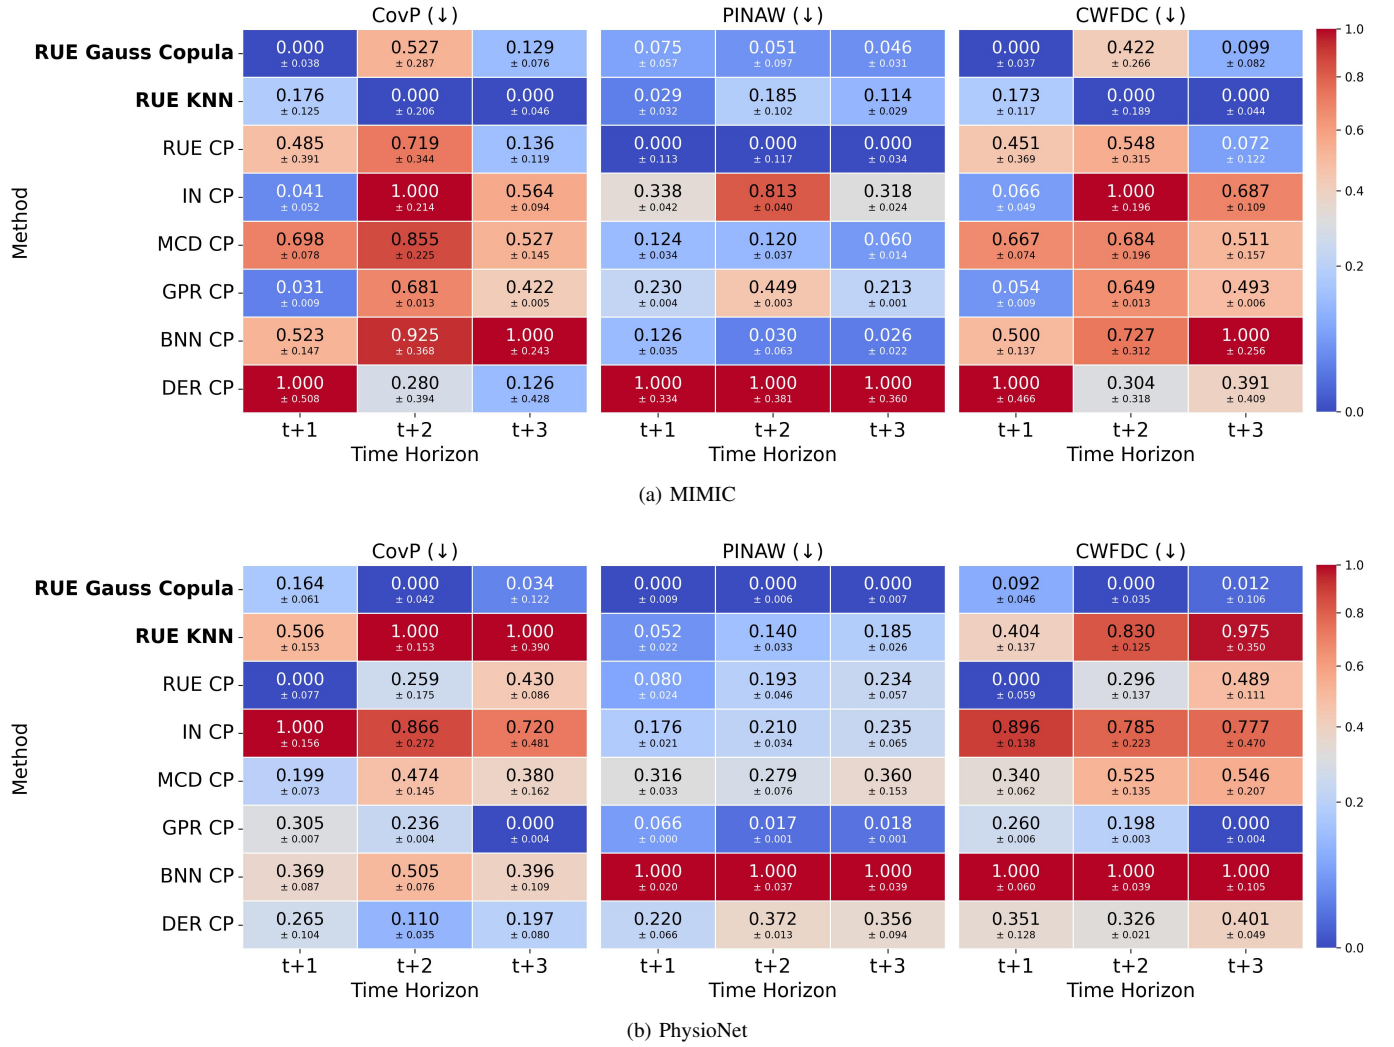 CovP (↓) PINAW (↓) CWFDC (↓)
RUE Gauss Copula 0.000 0.527 0.129 0.075 0.051 0.046 0.000 0.422 0.099 1.0
± 0.038 ± 0.287 ± 0.076 ± 0.057 ± 0.097 ± 0.031 ± 0.037 ± 0.266 ± 0.082
0.8
RUE KNN 0.176 0.000 0.000 0.029 0.185 0.114 0.173 0.000 0.000
± 0.125 ± 0.206 ± 0.046 ± 0.032 ± 0.102 ± 0.029 ± 0.117 ± 0.189 ± 0.044
0.6
RUE CP 0.485 0.719 0.136 0.000 0.000 0.000 0.451 0.548 0.072
± 0.391 ± 0.344 ± 0.119 ± 0.113 ± 0.117 ± 0.034 ± 0.369 ± 0.315 ± 0.122
0.4
IN CP 0.041 1.000 0.564 0.338 0.813 0.318 0.066 1.000 0.687
± 0.052 ± 0.214 ± 0.094 ± 0.042 ± 0.040 ± 0.024 ± 0.049 ± 0.196 ± 0.109
Method
MCD CP 0.698 0.855 0.527 0.124 0.120 0.060 0.667 0.684 0.511
± 0.078 ± 0.225 ± 0.145 ± 0.034 ± 0.037 ± 0.014 ± 0.074 ± 0.196 ± 0.157
0.2
GPR CP 0.031 0.681 0.422 0.230 0.449 0.213 0.054 0.649 0.493
± 0.009 ± 0.013 ± 0.005 ± 0.004 ± 0.003 ± 0.001 ± 0.009 ± 0.013 ± 0.006
BNN CP 0.523 0.925 1.000 0.126 0.030 0.026 0.500 0.727 1.000
± 0.147 ± 0.368 ± 0.243 ± 0.035 ± 0.063 ± 0.022 ± 0.137 ± 0.312 ± 0.256
DER CP 1.000 0.280 0.126 1.000 1.000 1.000 1.000 0.304 0.391
± 0.508 ± 0.394 ± 0.428 ± 0.334 ± 0.381 ± 0.360 ± 0.466 ± 0.318 ± 0.409
0.0
t+1 t+2 t+3 t+1 t+2 t+3 t+1 t+2 t+3
Time Horizon Time Horizon Time Horizon
(a) MIMIC
CovP (↓) PINAW (↓) CWFDC (↓)
RUE Gauss Copula 0.164 0.000 0.034 0.000 0.000 0.000 0.092 0.000 0.012 1.0
± 0.061 ± 0.042 ± 0.122 ± 0.009 ± 0.006 ± 0.007 ± 0.046 ± 0.035 ± 0.106
0.8
RUE KNN 0.506 1.000 1.000 0.052 0.140 0.185 0.404 0.830 0.975
± 0.153 ± 0.153 ± 0.390 ± 0.022 ± 0.033 ± 0.026 ± 0.137 ± 0.125 ± 0.350
0.6
RUE CP 0.000 0.259 0.430 0.080 0.193 0.234 0.000 0.296 0.489
± 0.077 ± 0.175 ± 0.086 ± 0.024 ± 0.046 ± 0.057 ± 0.059 ± 0.137 ± 0.111
0.4
IN CP 1.000 0.866 0.720 0.176 0.210 0.235 0.896 0.785 0.777
± 0.156 ± 0.272 ± 0.481 ± 0.021 ± 0.034 ± 0.065 ± 0.138 ± 0.223 ± 0.470
Method
MCD CP 0.199 0.474 0.380 0.316 0.279 0.360 0.340 0.525 0.546
± 0.073 ± 0.145 ± 0.162 ± 0.033 ± 0.076 ± 0.153 ± 0.062 ± 0.135 ± 0.207
0.2
GPR CP 0.305 0.236 0.000 0.066 0.017 0.018 0.260 0.198 0.000
± 0.007 ± 0.004 ± 0.004 ± 0.000 ± 0.001 ± 0.001 ± 0.006 ± 0.003 ± 0.004
BNN CP 0.369 0.505 0.396 1.000 1.000 1.000 1.000 1.000 1.000
± 0.087 ± 0.076 ± 0.109 ± 0.020 ± 0.037 ± 0.039 ± 0.060 ± 0.039 ± 0.105
DER CP 0.265 0.110 0.197 0.220 0.372 0.356 0.351 0.326 0.401
± 0.104 ± 0.035 ± 0.080 ± 0.066 ± 0.013 ± 0.094 ± 0.128 ± 0.021 ± 0.049
0.0
t+1 t+2 t+3 t+1 t+2 t+3 t+1 t+2 t+3
Time Horizon Time Horizon Time Horizon
(b) PhysioNet